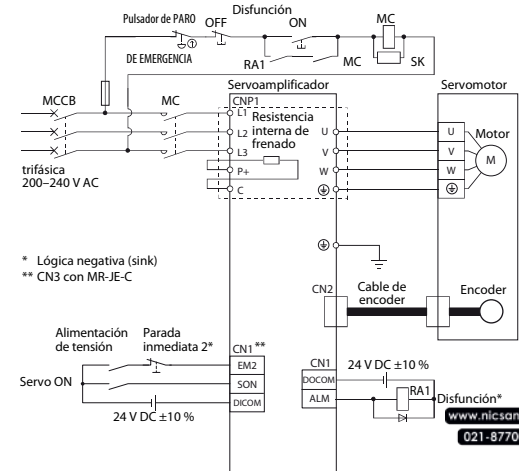 Disfunción
Pulsador de PARO
OFF
ON
MC
DE EMERGENCIA
RA1
MC
SK
Servoamplificador
Servomotor
MCCB
MC
CNP1
L1
Resistencia
interna de
frenado
L2
L3
P+
C
U
V
W
U
V
W
Motor
M
trifásica
200–240 V AC
* Lógica negativa (sink)
** CN3 con MR-JE-C
CN2
Cable de
encoder
Encoder
Alimentación
de tensión
Parada
inmediata 2*
CN1**
EM2
Servo ON
SON
DICOM
24 V DC ±10 %
CN1
24 V DC ±10 %
DOCOM
ALM
RA1
Disfunción*
www.nicsan
021-8770